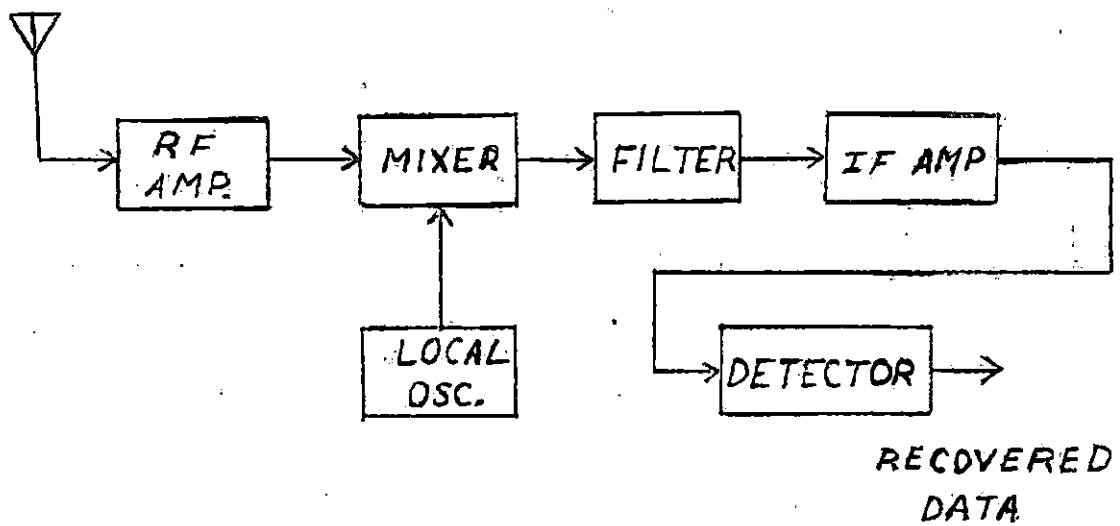 RF
AMP.
MIXER
FILTER
IF AMP
LOCAL
OSC.
DETECTOR
RECOVERED
DATA